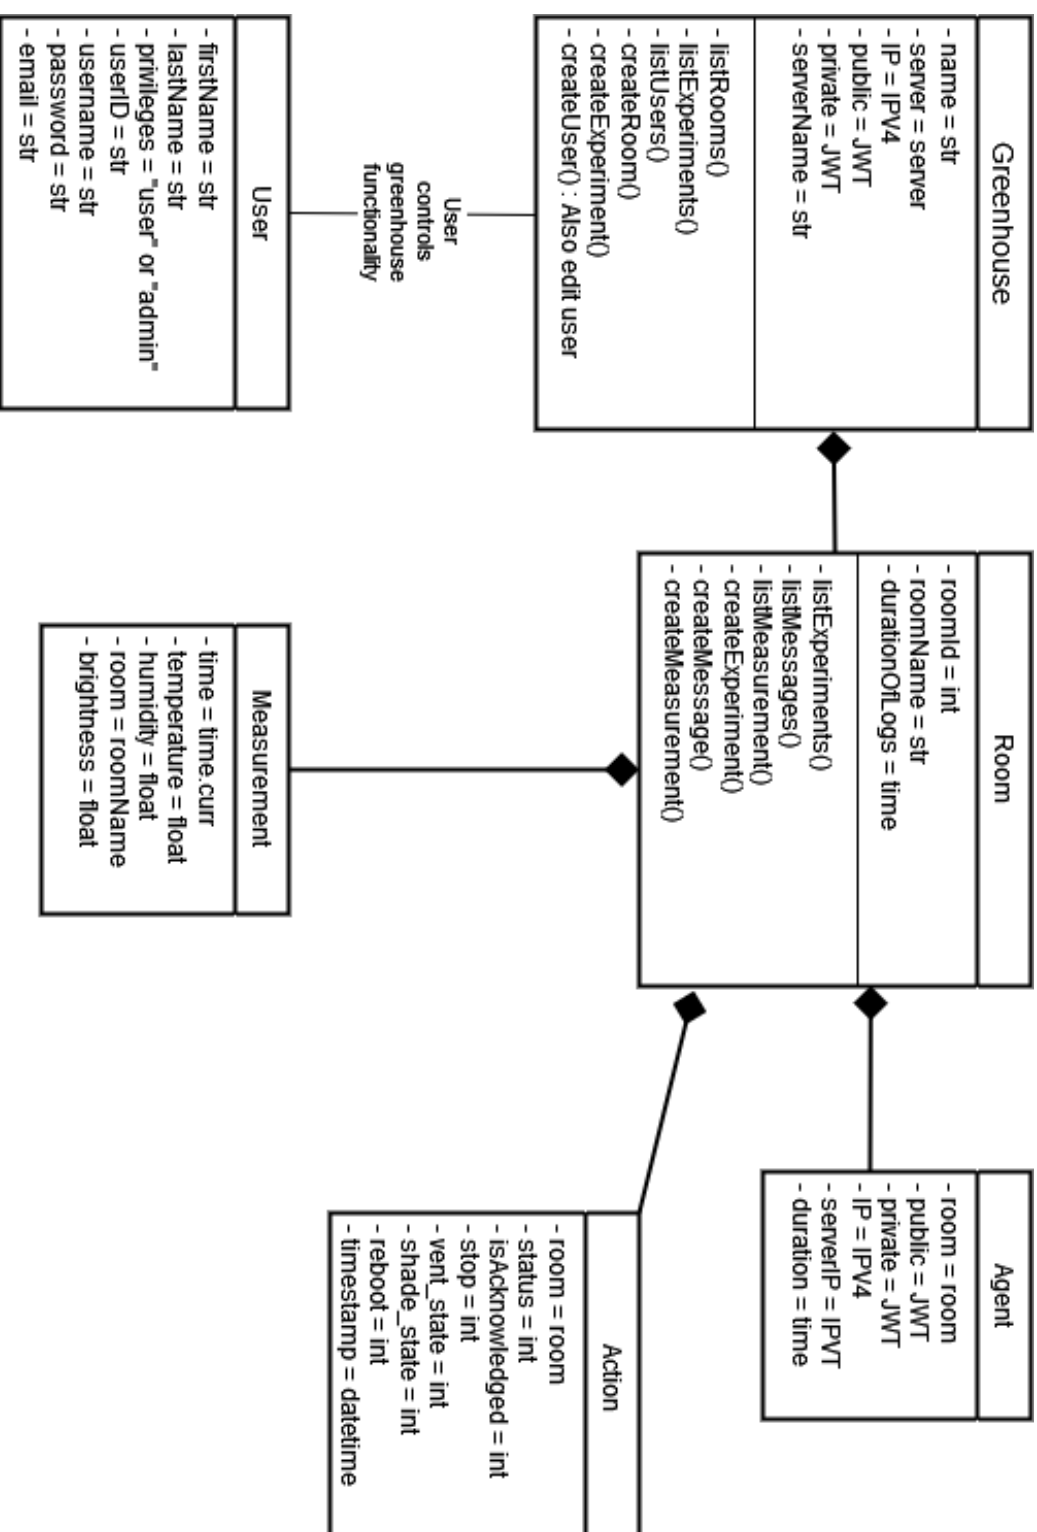 Greenhouse
- name = str
- server = server
- IP = IPV4
- public = JWT
- private = JWT
- serverName = str
- listRooms()
- listExperiments()
- listUsers()
- createRoom()
- createExperiment()
- createUser() : Also edit user
User
controls
greenhouse
functionality
User
- firstName = str
- lastName = str
- privileges = "user" or "admin"
- userID = str
- username = str
- password = str
- email = str
Room
- roomId = int
- roomName = str
- durationOfLogs = time
- listExperiments()
- listMessages()
- listMeasurement()
- createExperiment()
- createMessage()
- createMeasurement()
Measurement
- time = time.curr
- temperature = float
- humidity = float
- room = roomName
- brightness = float
Agent
- room = room
- public = JWT
- private = JWT
- IP = IPV4
- serverIP = IPVT
- duration = time
Action
- room = room
- status = int
- isAcknowledged = int
- stop = int
- vent_state = int
- shade_state = int
- reboot = int
- timestamp = datetime